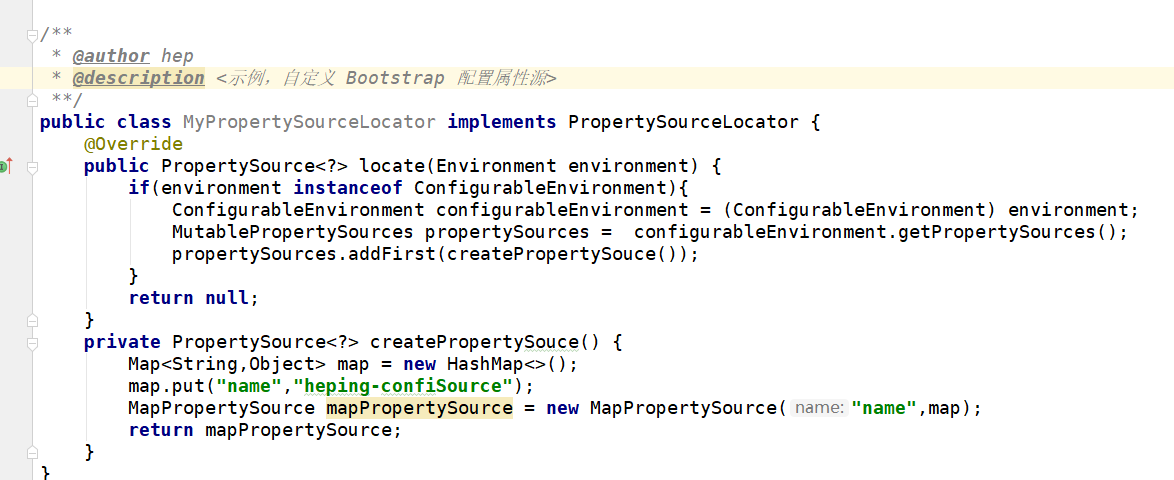 /**
 * @author hep
 * @description <示例，自定义 Bootstrap 配置属性源>
 **/
public class MyPropertySourceLocator implements PropertySourceLocator {
    @Override
    public PropertySource<?> locate(Environment environment) {
        if(environment instanceof ConfigurableEnvironment){
            ConfigurableEnvironment configurableEnvironment = (ConfigurableEnvironment) environment;
            MutablePropertySources propertySources =  configurableEnvironment.getPropertySources();
            propertySources.addFirst(createPropertySouce());
        }
        return null;
    }
    private PropertySource<?> createPropertySouce() {
        Map<String,Object> map = new HashMap<>();
        map.put("name","heping-confiSource");
        MapPropertySource mapPropertySource = new MapPropertySource( name: "name",map);
        return mapPropertySource;
    }
}